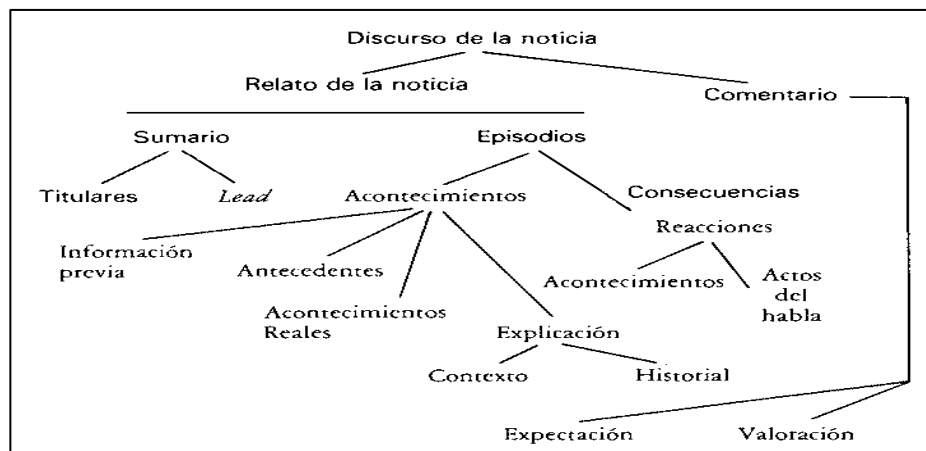 Discurso de la noticia
Relato de la noticia
Comentario
Sumario
Episodios
Titulares
Lead
Acontecimientos
Consecuencias
Información
previa
Antecedentes
Acontecimientos
Reales
Reacciones
Acontecimientos
Actos
del
habla
Explicación
Contexto
Historial
Expectación
Valoración